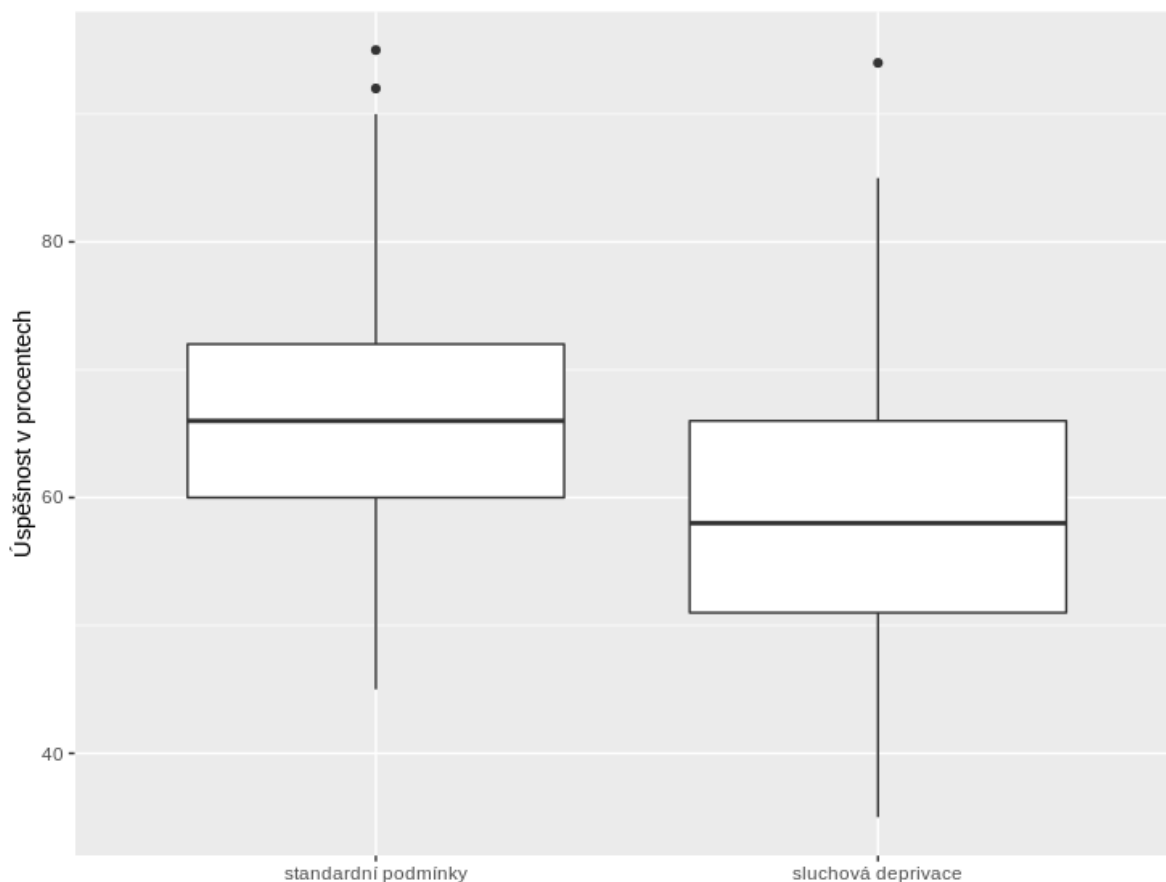 Úspěšnost v procentech
80
60
40
standardní podmínky
sluchová deprivace